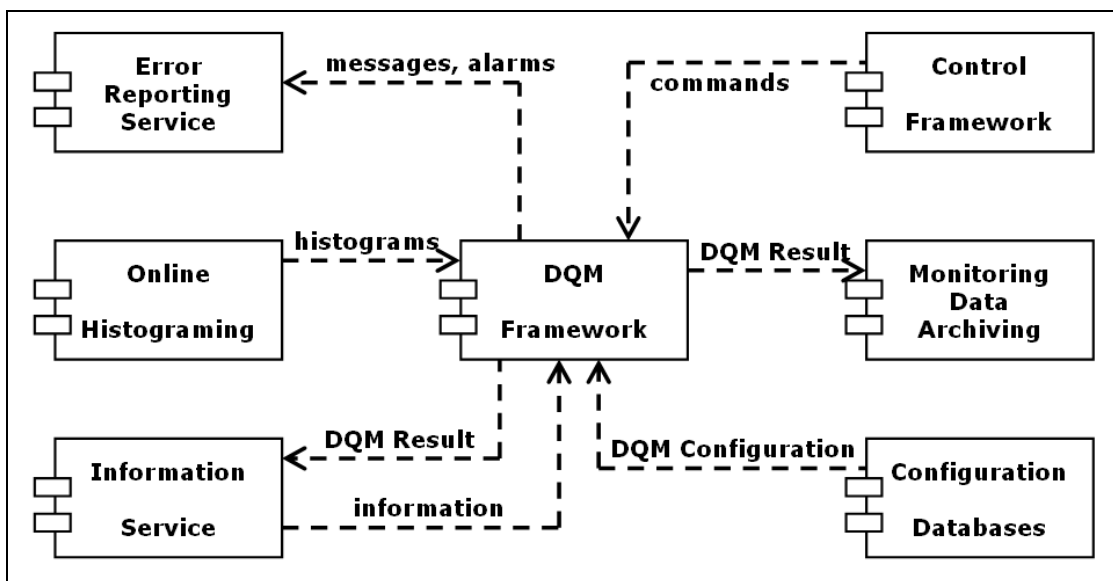 Error
Reporting
Service
messages, alarms
commands
Control
Framework
Online
Histograming
histograms
DQM
Framework
DQM Result
Monitoring
Data
Archiving
Information
Service
DQM Result
information
DQM Configuration
Configuration
Databases